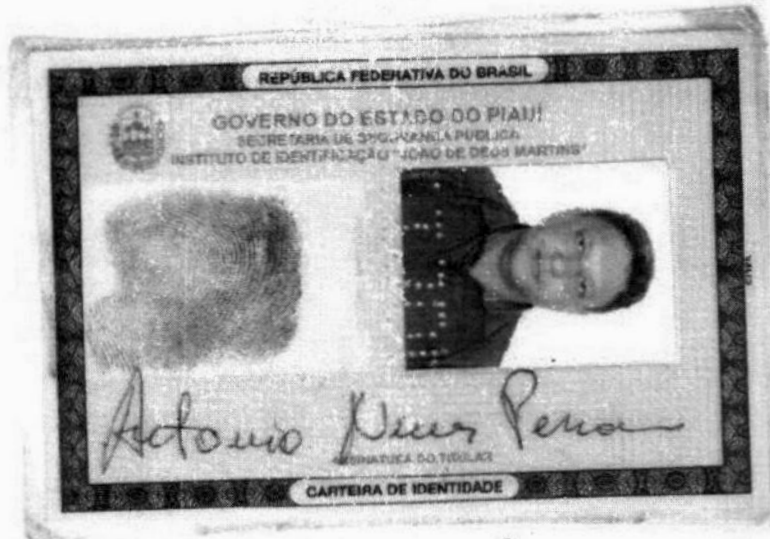 REPÚBLICA FEDERATIVA DO BRASIL
GOVERNO DO ESTADO DO PIAUÍ
SECRETARIA DE SEGURANÇA PÚBLICA
INSTITUTO DE IDENTIFICAÇÃO "JOÃO DE DEUS MARTINS"
Antonio
ASSINATURA DO TITULAR
CARTEIRA DE IDENTIDADE